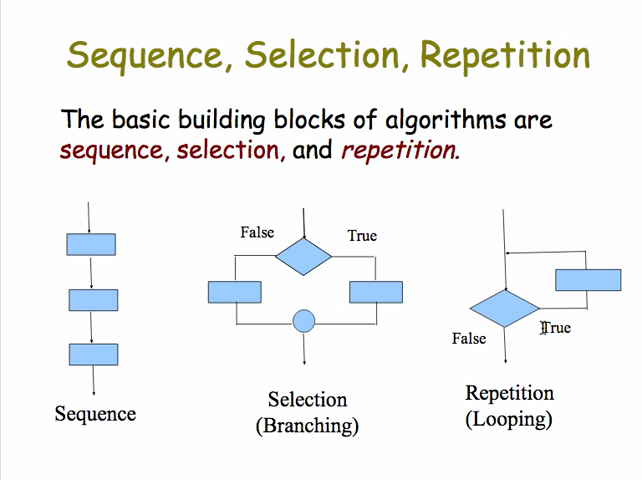 Sequence, Selection, Repetition
The basic building blocks of algorithms are
sequence, selection, and repetition.
False
True
True
False
Sequence
Selection
(Branching)
Repetition
(Looping)